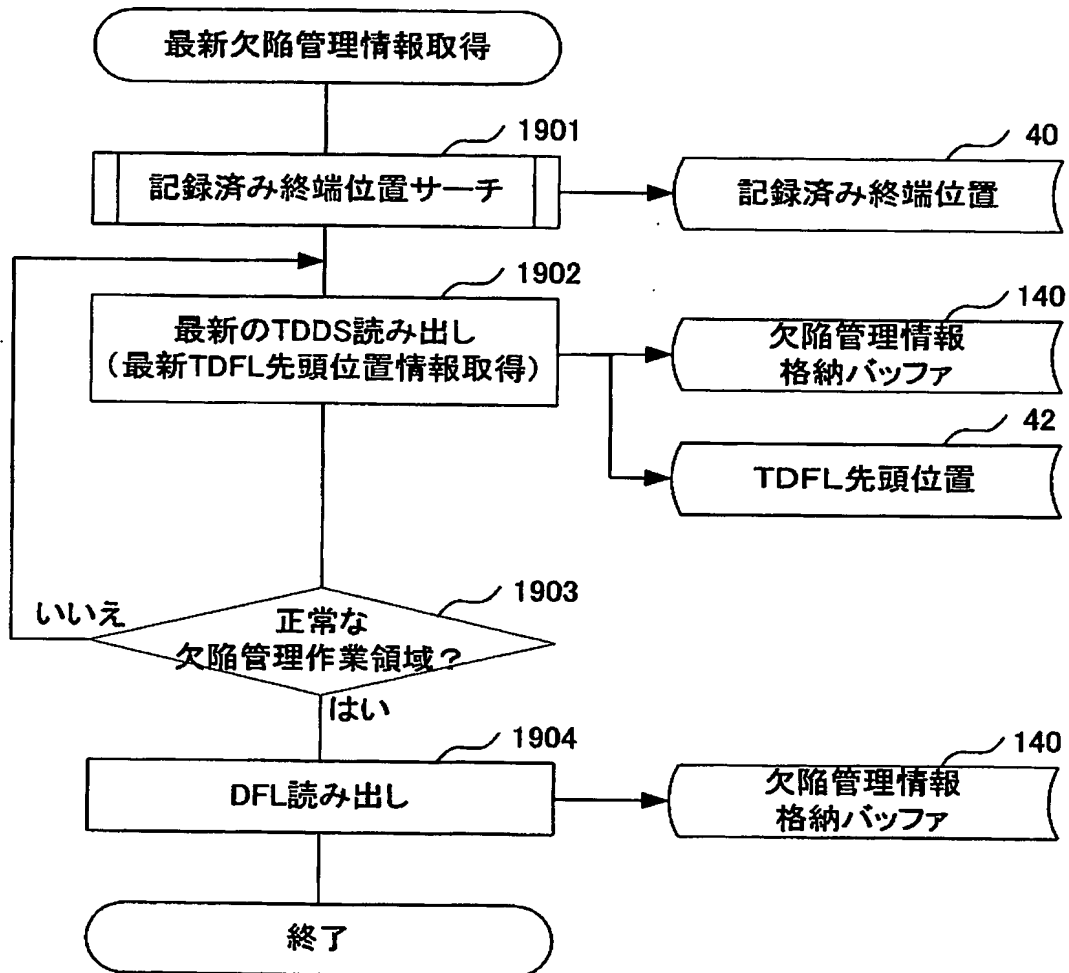 最新欠陥管理情報取得
1901
記録済み終端位置サーチ
40
記録済み終端位置
1902
最新のTDDS読み出し
(最新TDFL先頭位置情報取得)
140
欠陥管理情報
格納バッファ
42
TDFL先頭位置
1903
いいえ
正常な
欠陥管理作業領域?
はい
1904
DFL読み出し
140
欠陥管理情報
格納バッファ
終了